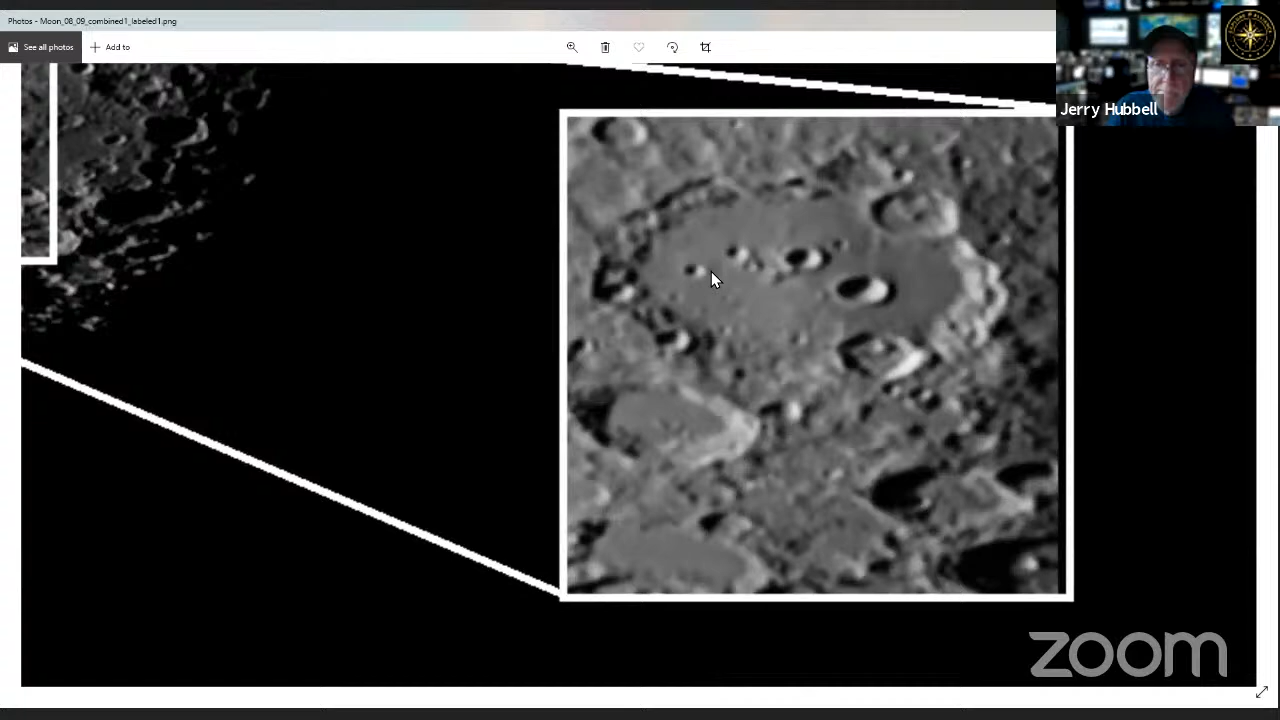 Photos - Moon_08_09_combined1_labeled1.png
See all photos
Add to
Jerry Hubbell
zoom